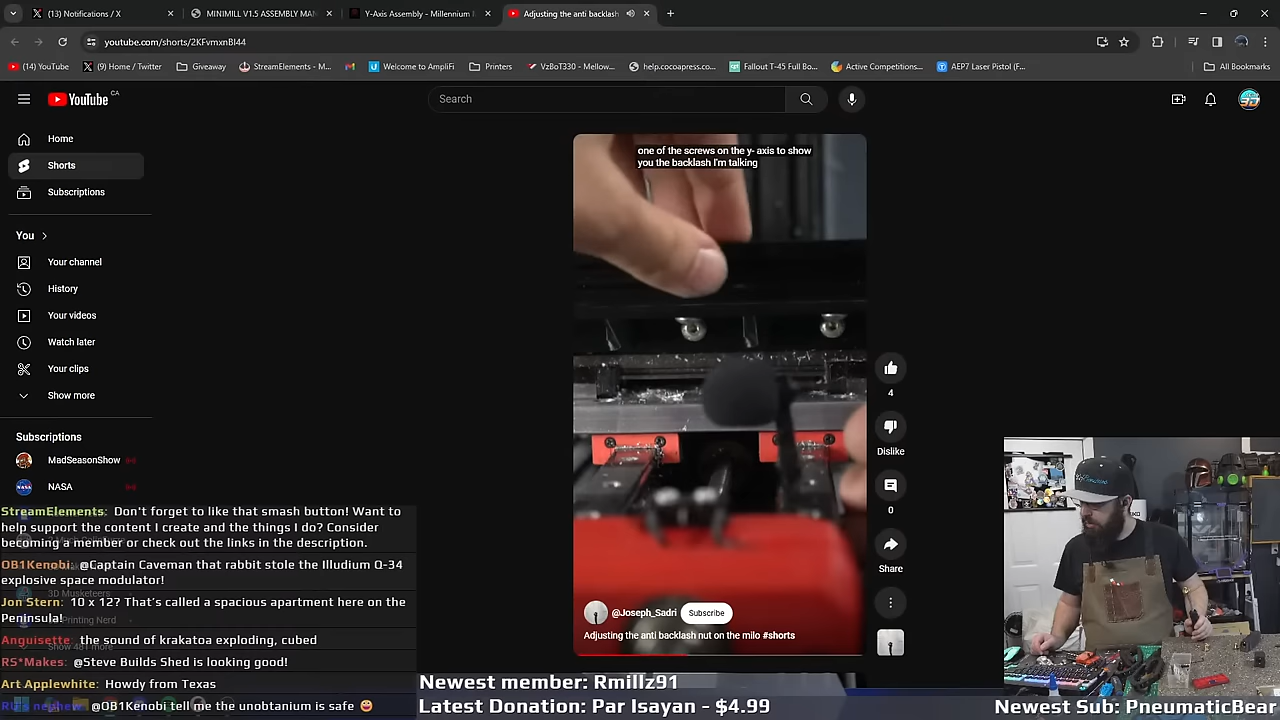 (13) Notifications / X
MINIMILL V1.5 ASSEMBLY MAN
Y-Axis Assembly - Millennium
Adjusting the anti backlash
youtube.com/shorts/2KFvmxnBI44
(14) YouTube
(9) Home / Twitter
Giveaway
StreamElements - M...
Welcome to AmpliFi
Printers
VzBoT330 - Mellow...
help.cocoapress.co...
Fallout T-45 Full Bo...
Active Competitions...
AEP7 Laser Pistol (F...
All Bookmarks
YouTube CA
Search
Home
Shorts
Subscriptions
You
Your channel
History
Your videos
Watch later
Your clips
Show more
Subscriptions
MadSeasonShow
NASA
one of the screws on the y- axis to show
you the backlash I'm talking
4
Dislike
0
Share
@Joseph_Sadri
Subscribe
Adjusting the anti backlash nut on the milo #shorts
StreamElements: Don't forget to like that smash button! Want to
help support the content I create and the things I do? Consider
becoming a member or check out the links in the description.
OB1Kenobi: @Captain Caveman that rabbit stole the Illudium Q-34
explosive space modulator!
3D Musketeers
Jon Stern: 10 x 12? That's called a spacious apartment here on the
Peninsula!
Printing Nerd
Anguisette: the sound of krakatoa exploding, cubed
Show 481 more
RS*Makes: @Steve Builds Shed is looking good!
Art Applewhite: Howdy from Texas
@OB1Kenobi tell me the unobtanium is safe
Newest member: Rmillz91
Latest Donation: Par Isayan - $4.99
Newest Sub: PneumaticBear